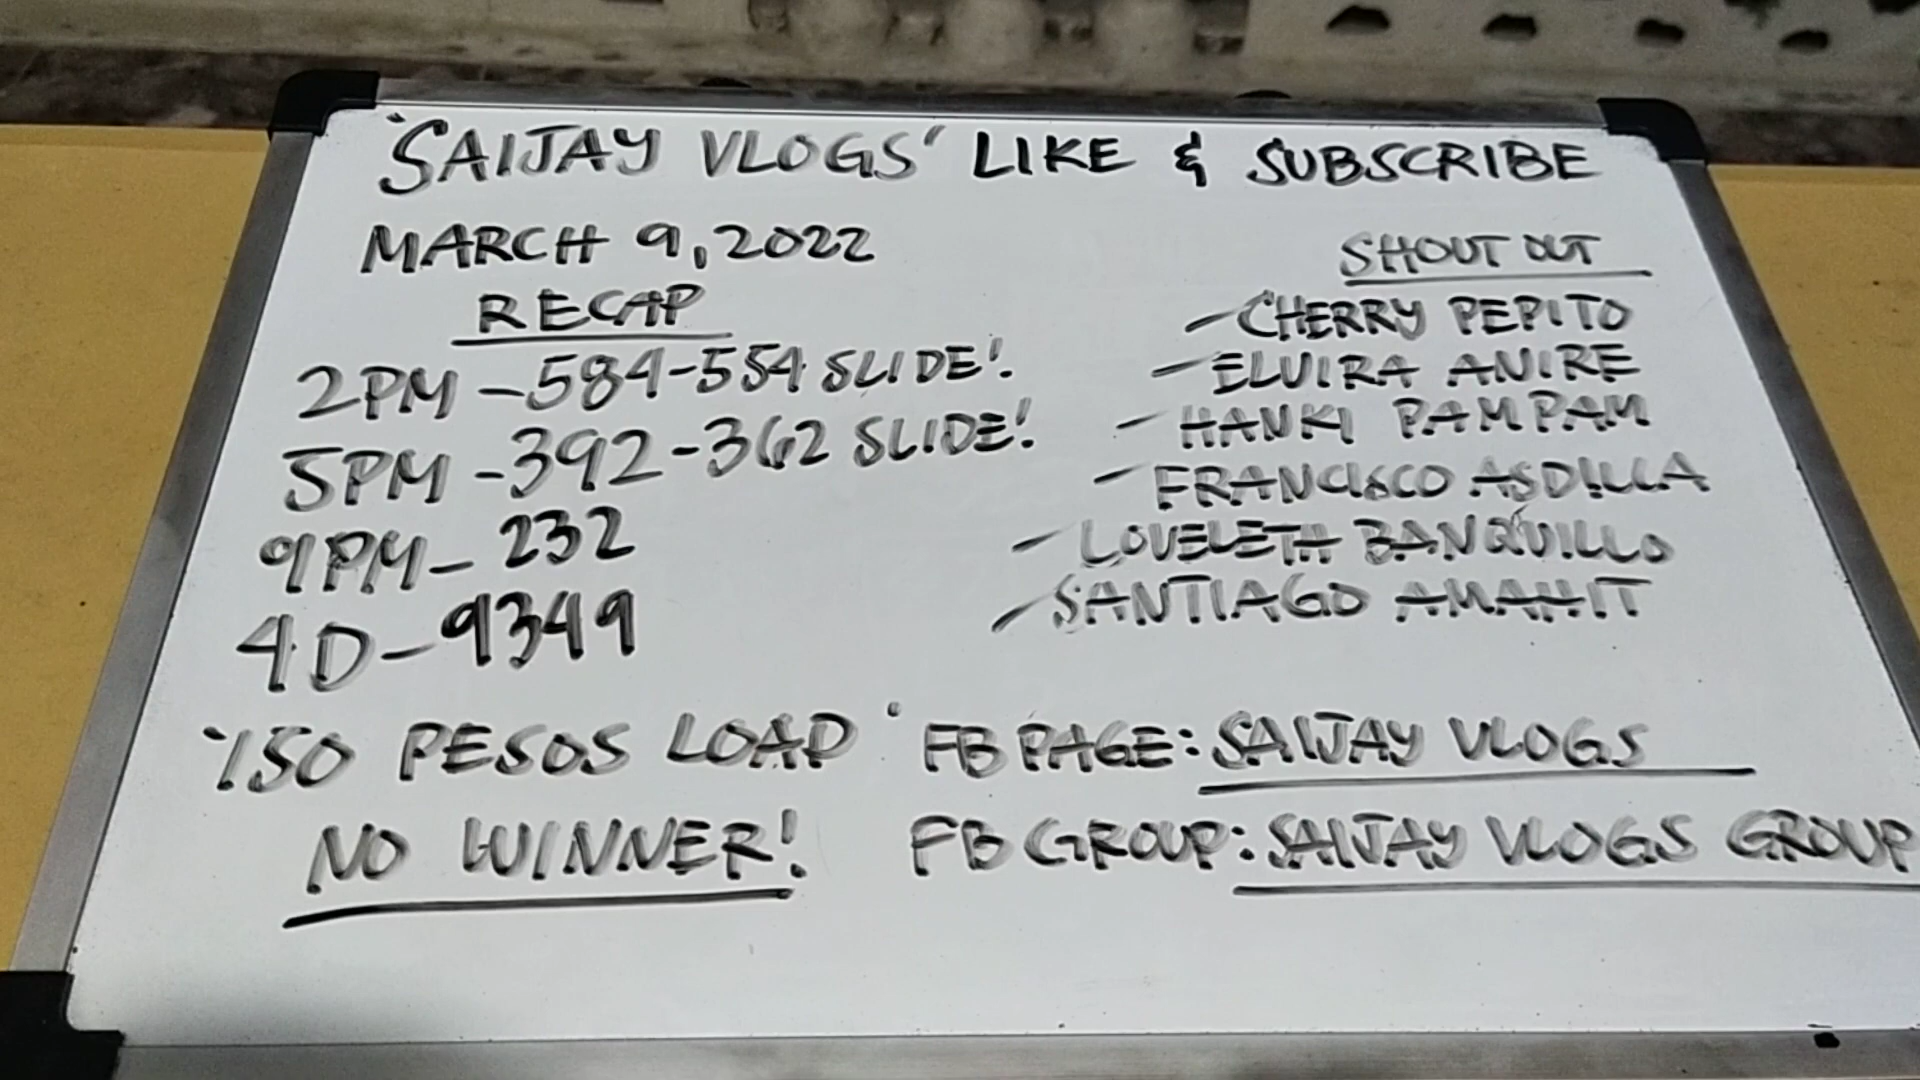 "SAIJAY VLOGS" LIKE & SUBSCRIBE
MARCH 9, 2022
RECAP
2PM - 584-554 SLIDE!
5PM - 392-362 SLIDE!
9PM - 232
4D - 9349
150 PESOS LOAD
NO WINNER!
SHOUT OUT
- CHERRY PEPITO
- ELVIRA ANIRE
- HANKI PAMPAM
- FRANCISCO ASDILLA
- LOVELETH BANQUILLO
- SANTIAGO AMAHIT
FB PAGE: SAIJAY VLOGS
FB GROUP: SAIJAY VLOGS GROUP